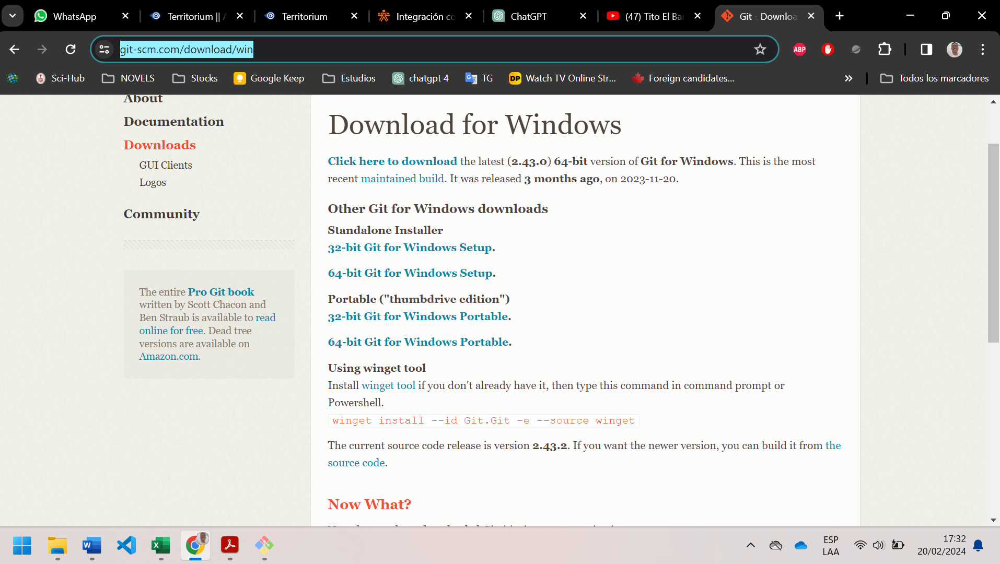 WhatsApp
Territorium || A
Territorium
Integración co
ChatGPT
(47) Tito El Bar
Git - Downloa
git-scm.com/download/win
ABP
Sci-Hub
NOVELS
Stocks
Google Keep
Estudios
chatgpt 4
TG
DP
Watch TV Online Str...
Foreign candidates...
Todos los marcadores
About
Documentation
Downloads
GUI Clients
Logos
Community
The entire Pro Git book
written by Scott Chacon and
Ben Straub is available to read
online for free. Dead tree
versions are available on
Amazon.com.
Download for Windows
Click here to download the latest (2.43.0) 64-bit version of Git for Windows. This is the most
recent maintained build. It was released 3 months ago, on 2023-11-20.
Other Git for Windows downloads
Standalone Installer
32-bit Git for Windows Setup.
64-bit Git for Windows Setup.
Portable ("thumbdrive edition")
32-bit Git for Windows Portable.
64-bit Git for Windows Portable.
Using winget tool
Install winget tool if you don't already have it, then type this command in command prompt or
Powershell.
winget install --id Git.Git -e --source winget
The current source code release is version 2.43.2. If you want the newer version, you can build it from the
source code.
Now What?
ESP
LAA
17:32
20/02/2024